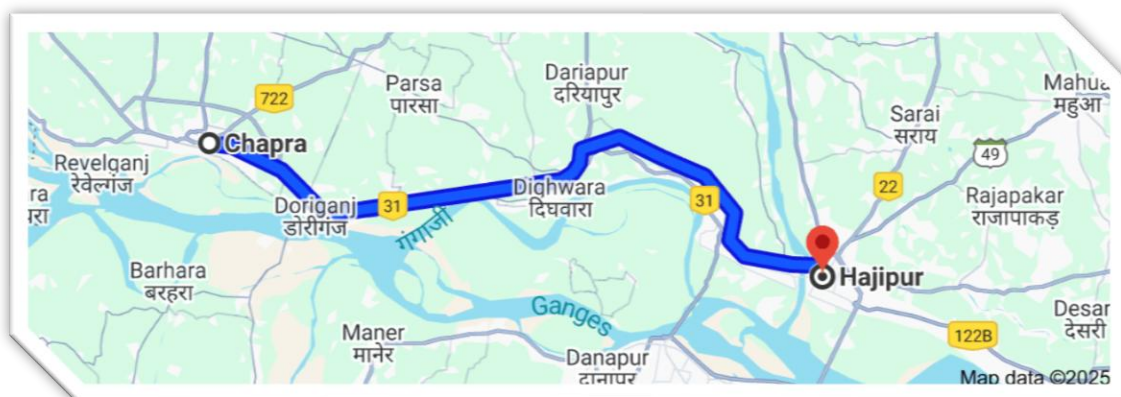 Parsa
पारसा
Dariapur
दरियापुर
Mahua
महुआ
722
Sarai
सराय
Chapra
49
Revelganj
रेवेल्गंज
ra
Dighwara
दिघवारा
22
Rajapakar
राजापाकड़
Doriganj
डोरीगंज
31
31
गंगाजी
Barhara
बरहरा
Hajipur
Ganges
Maner
मानेर
Desar
देसरी
122B
Danapur
दानापुर
Map data ©2025